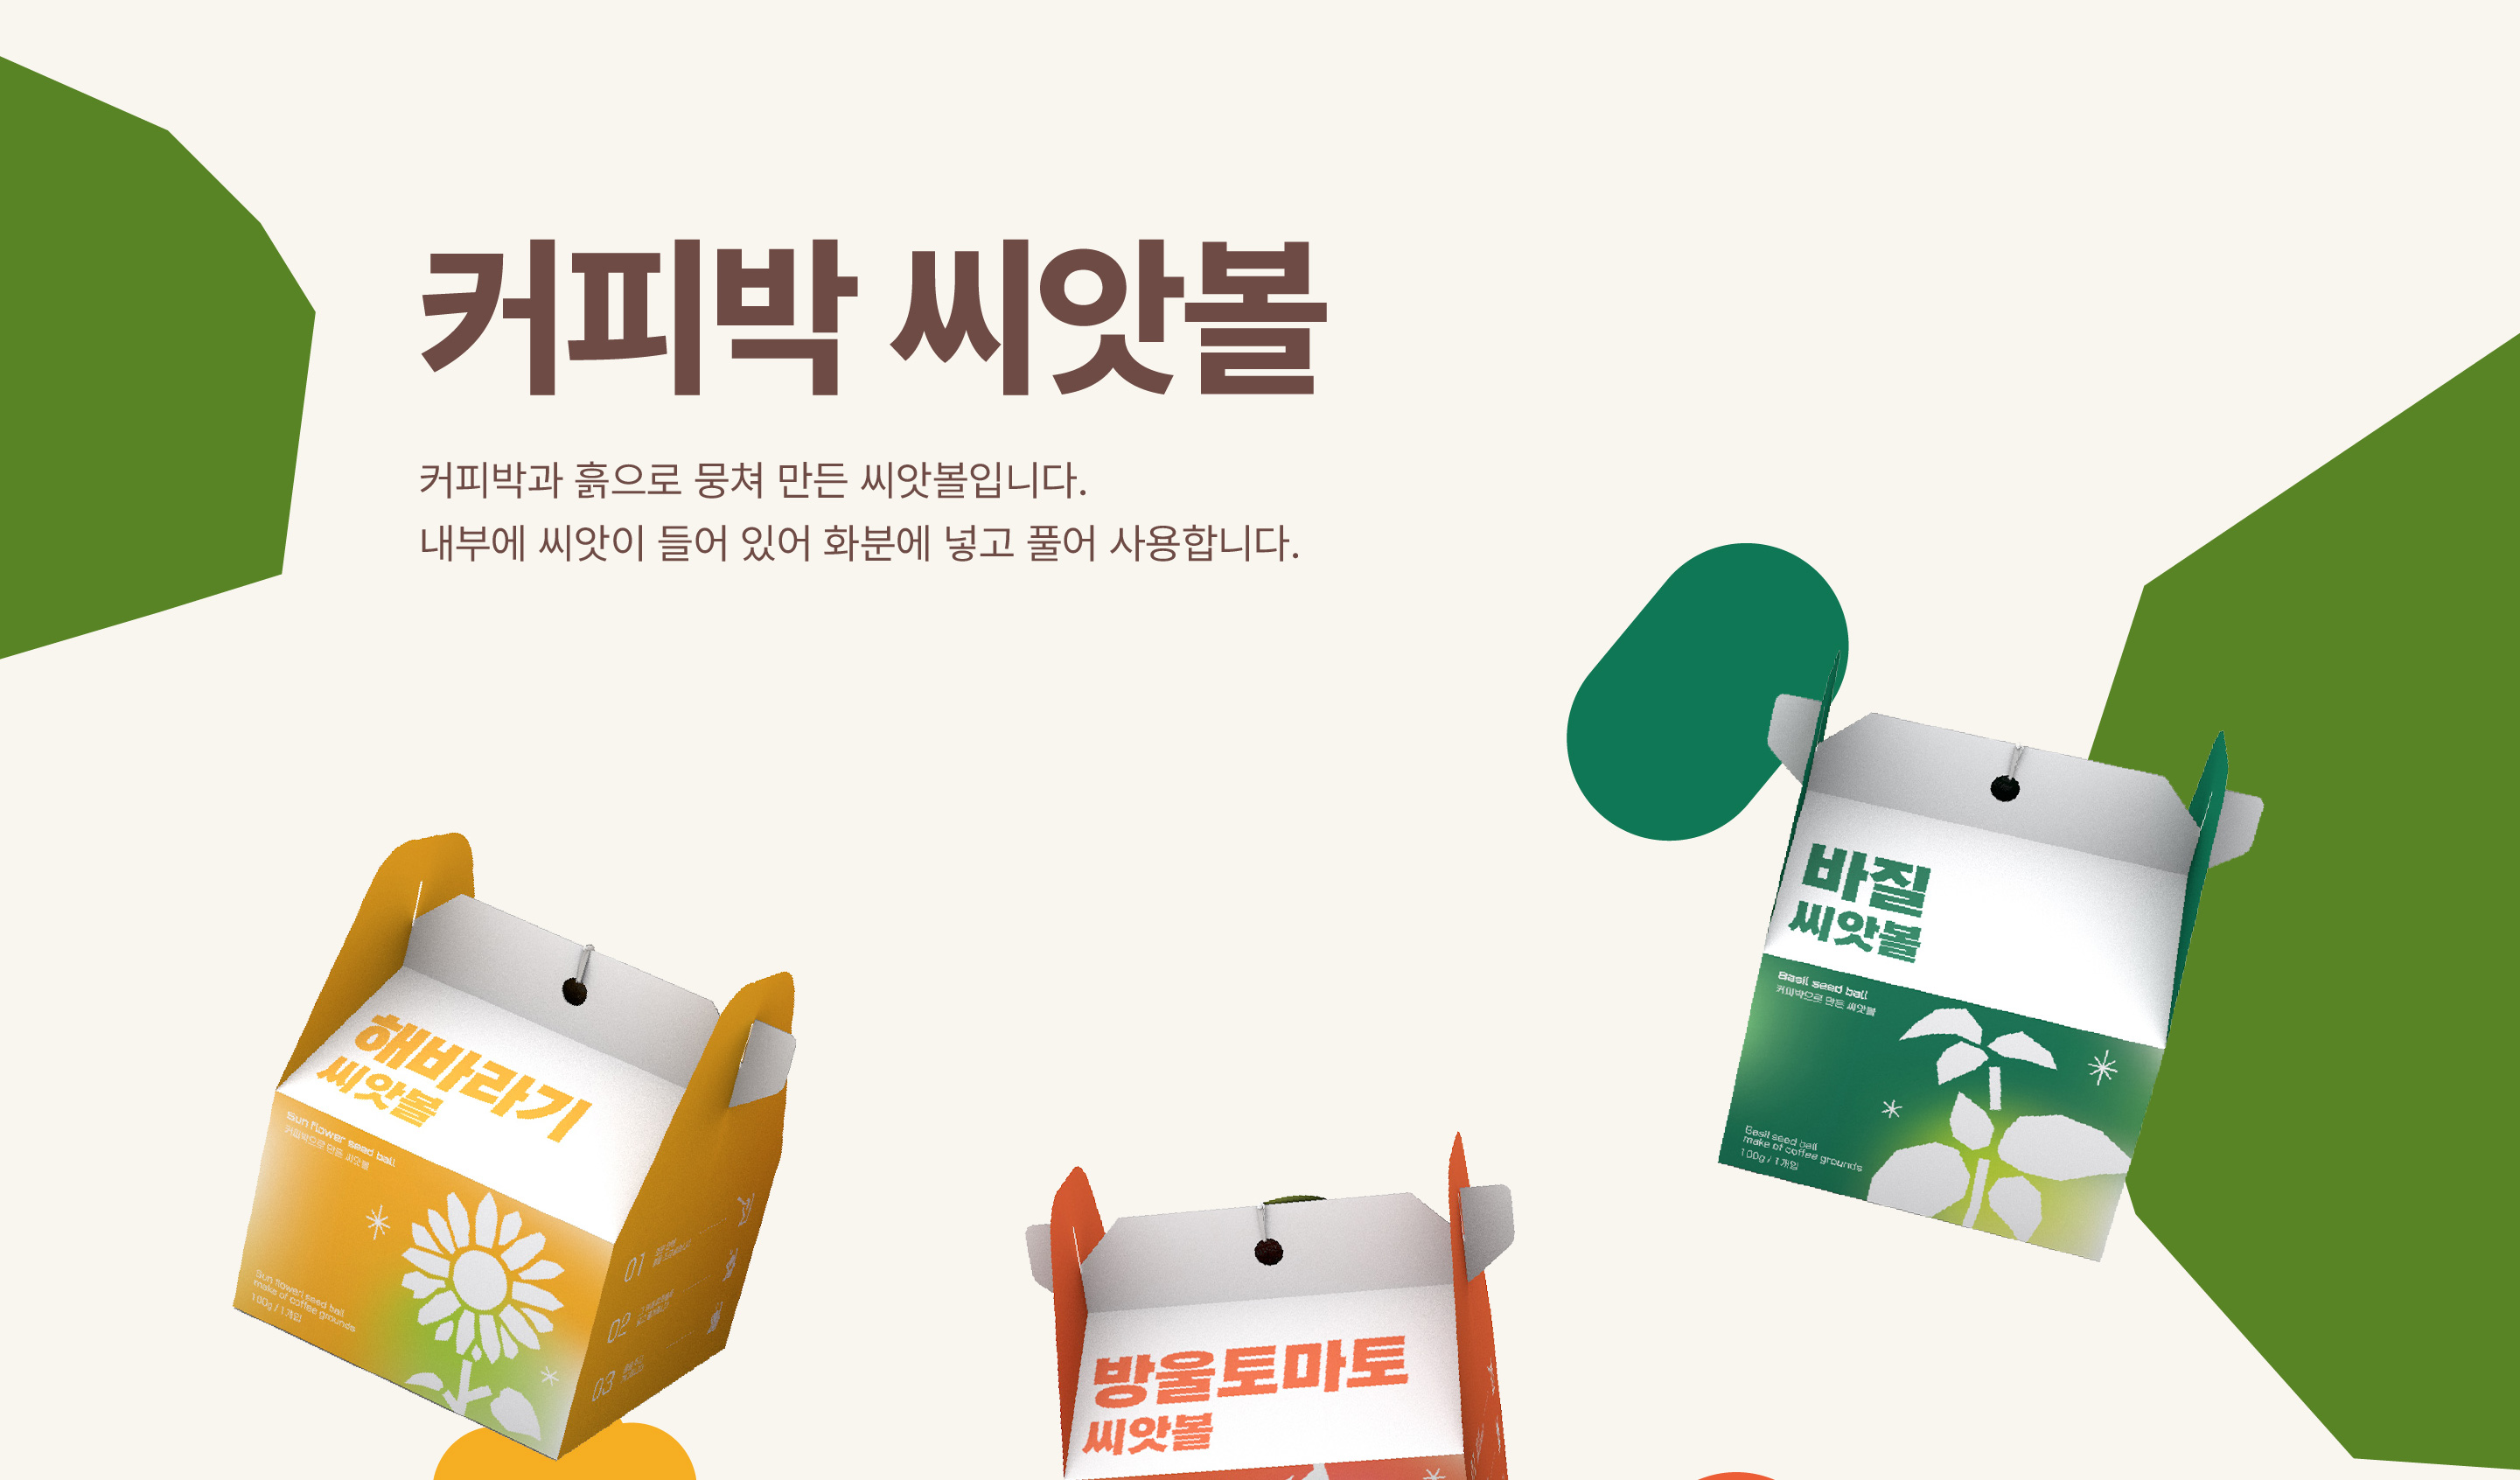 커피박 씨앗볼
커피박과 흙으로 뭉쳐 만든 씨앗볼입니다.
내부에 씨앗이 들어 있어 화분에 넣고 풀어 사용합니다.
바질
씨앗볼
Basil seed ball
커피박으로 만든 씨앗볼
Basil seed ball
make of coffee grounds
100g / 1개입
해바라기
씨앗볼
Sun flower seed ball
커피박으로 만든 씨앗볼
Sun flowerl seed ball
make of coffee grounds
100g / 1개입
01
02
03
방울토마토
씨앗볼